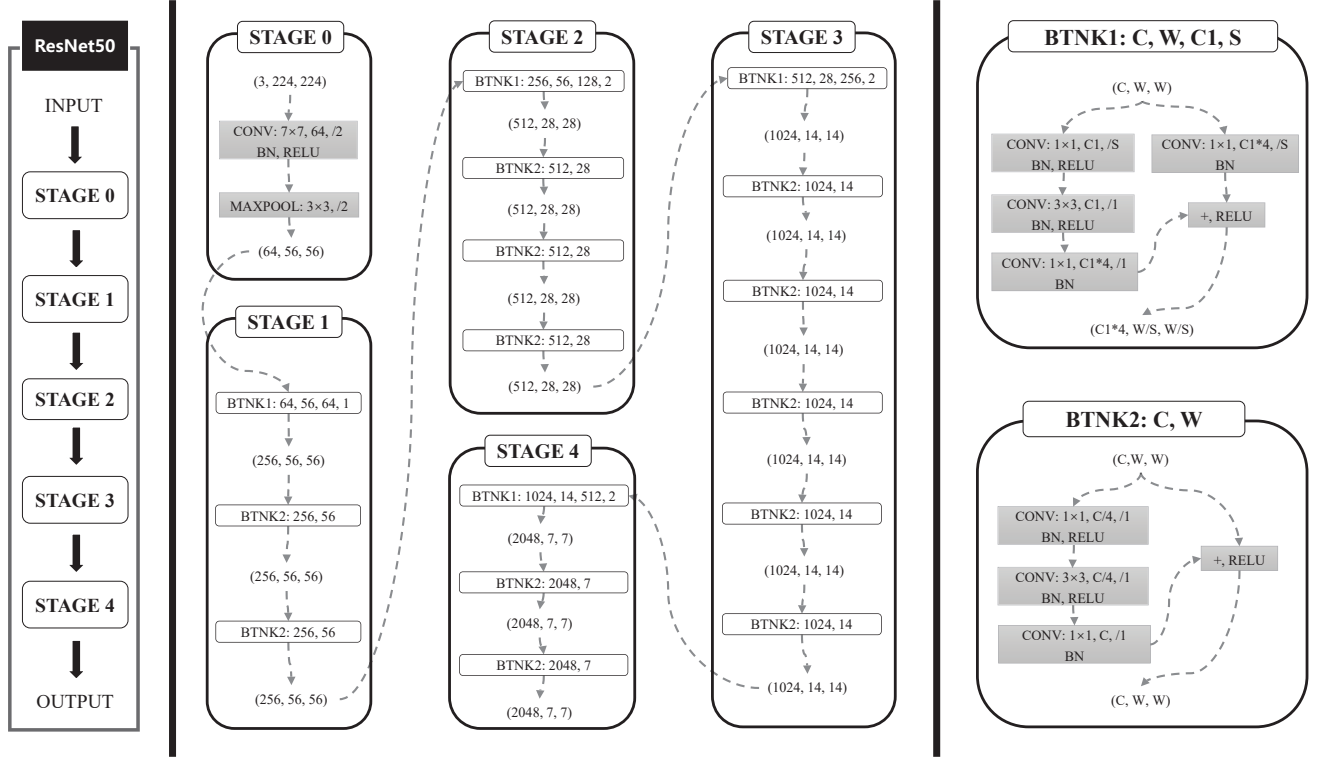 ResNet50
INPUT
STAGE 0
STAGE 1
STAGE 2
STAGE 3
STAGE 4
OUTPUT
STAGE 0
(3, 224, 224)
CONV: 7×7, 64, /2
BN, RELU
MAXPOOL: 3×3, /2
(64, 56, 56)
STAGE 1
BTNK1: 64, 56, 64, 1
(256, 56, 56)
BTNK2: 256, 56
(256, 56, 56)
BTNK2: 256, 56
(256, 56, 56)
STAGE 2
BTNK1: 256, 56, 128, 2
(512, 28, 28)
BTNK2: 512, 28
(512, 28, 28)
BTNK2: 512, 28
(512, 28, 28)
BTNK2: 512, 28
(512, 28, 28)
STAGE 3
BTNK1: 512, 28, 256, 2
(1024, 14, 14)
BTNK2: 1024, 14
(1024, 14, 14)
BTNK2: 1024, 14
(1024, 14, 14)
BTNK2: 1024, 14
(1024, 14, 14)
BTNK2: 1024, 14
(1024, 14, 14)
BTNK2: 1024, 14
(1024, 14, 14)
STAGE 4
BTNK1: 1024, 14, 512, 2
(2048, 7, 7)
BTNK2: 2048, 7
(2048, 7, 7)
BTNK2: 2048, 7
(2048, 7, 7)
BTNK1: C, W, C1, S
(C, W, W)
CONV: 1×1, C1, /S
BN, RELU
CONV: 3×3, C1, /1
BN, RELU
CONV: 1×1, C1*4, /1
BN
CONV: 1×1, C1*4, /S
BN
+, RELU
(C1*4, W/S, W/S)
BTNK2: C, W
(C,W, W)
CONV: 1×1, C/4, /1
BN, RELU
CONV: 3×3, C/4, /1
BN, RELU
CONV: 1×1, C, /1
BN
+, RELU
(C, W, W)